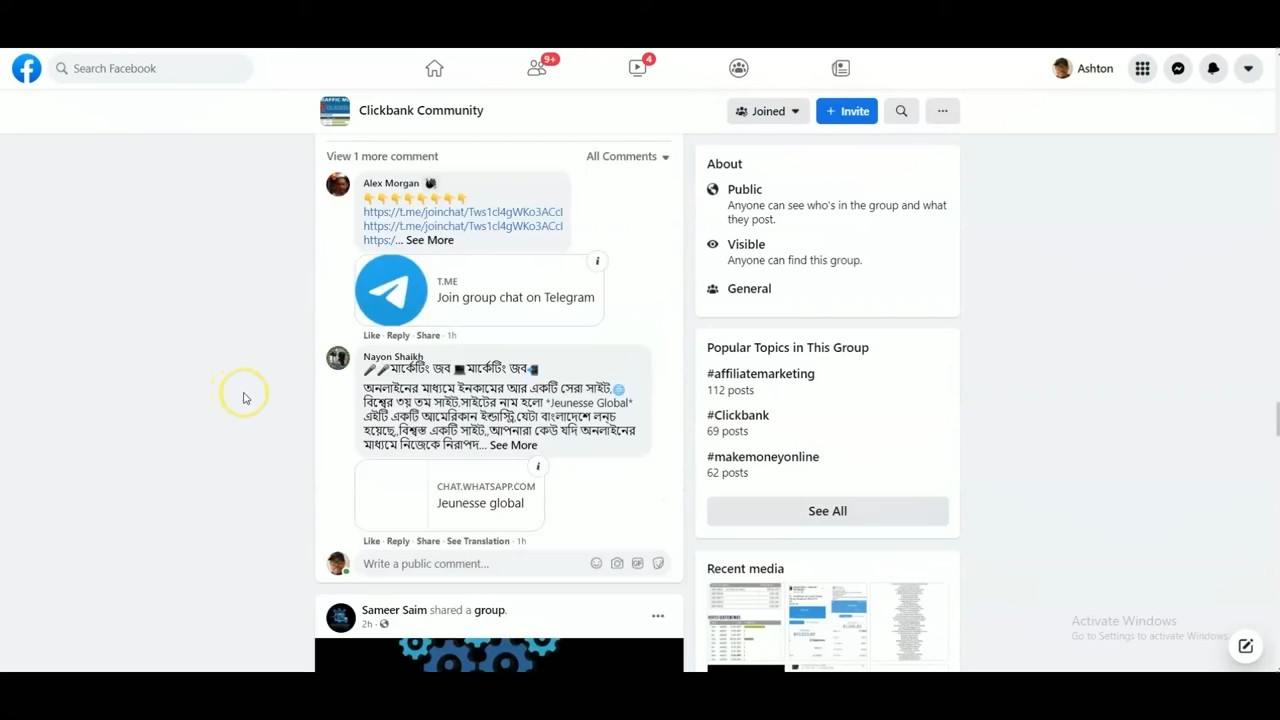 Search Facebook
9+
4
Ashton
Clickbank Community
Joined
+ Invite
View 1 more comment
All Comments
Alex Morgan
https://t.me/joinchat/Tws1cl4gWKo3ACcl
https://t.me/joinchat/Tws1cl4gWKo3ACcl
https:/... See More
T.ME
Join group chat on Telegram
Like · Reply · Share · 1h
Nayon Shaikh
🎤🎤মার্কেটিং জব 💻মার্কেটিং জব📲
অনলাইনের মাধ্যমে ইনকামের আর একটি সেরা সাইট,🌐
বিশ্বের ৩য় তম সাইট.সাইটের নাম হলো *Jeunesse Global*
এইটি একটি আমেরিকান ইন্ডাস্ট্রি,যেটা বাংলাদেশে লন্চ
হয়েছে,,বিশ্বস্ত একটি সাইট,,আপনারা কেউ যদি অনলাইনের
মাধ্যমে নিজেকে নিরাপদ... See More
CHAT.WHATSAPP.COM
Jeunesse global
Like · Reply · Share · See Translation · 1h
Write a public comment...
GIF
Sameer Saim shared a group.
2h ·
About
Public
Anyone can see who's in the group and what
they post.
Visible
Anyone can find this group.
General
Popular Topics in This Group
#affiliatemarketing
112 posts
#Clickbank
69 posts
#makemoneyonline
62 posts
See All
Recent media
Activate Windows
Go to Settings to activate Windows.